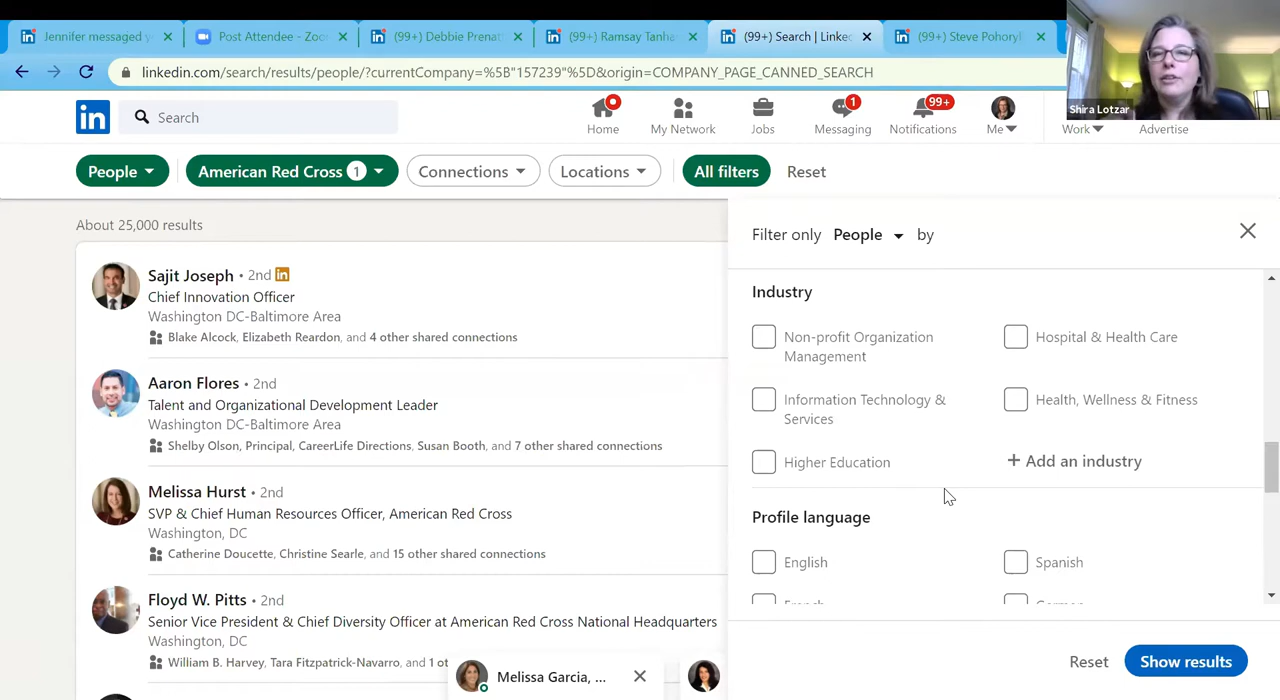 Jennifer messaged y
Post Attendee - Zoo
(99+) Debbie Prenat
(99+) Ramsay Tanha
(99+) Search | Linke
(99+) Steve Pohoryl
linkedin.com/search/results/people/?currentCompany=%5B"157239"%5D&origin=COMPANY_PAGE_CANNED_SEARCH
Shira Lotzar
in
Search
Home
My Network
Jobs
1
Messaging
99+
Notifications
Me
Work
Advertise
People
American Red Cross 1
Connections
Locations
All filters
Reset
About 25,000 results
Sajit Joseph • 2nd in
Chief Innovation Officer
Washington DC-Baltimore Area
Blake Alcock, Elizabeth Reardon, and 4 other shared connections
Aaron Flores • 2nd
Talent and Organizational Development Leader
Washington DC-Baltimore Area
Shelby Olson, Principal, CareerLife Directions, Susan Booth, and 7 other shared connections
Melissa Hurst • 2nd
SVP & Chief Human Resources Officer, American Red Cross
Washington, DC
Catherine Doucette, Christine Searle, and 15 other shared connections
Floyd W. Pitts • 2nd
Senior Vice President & Chief Diversity Officer at American Red Cross National Headquarters
Washington, DC
William B. Harvey, Tara Fitzpatrick-Navarro, and 1 ot
Melissa Garcia, ...
Filter only People by
Industry
Non-profit Organization
Management
Hospital & Health Care
Information Technology &
Services
Health, Wellness & Fitness
Higher Education
+ Add an industry
Profile language
English
Spanish
French
German
Reset
Show results